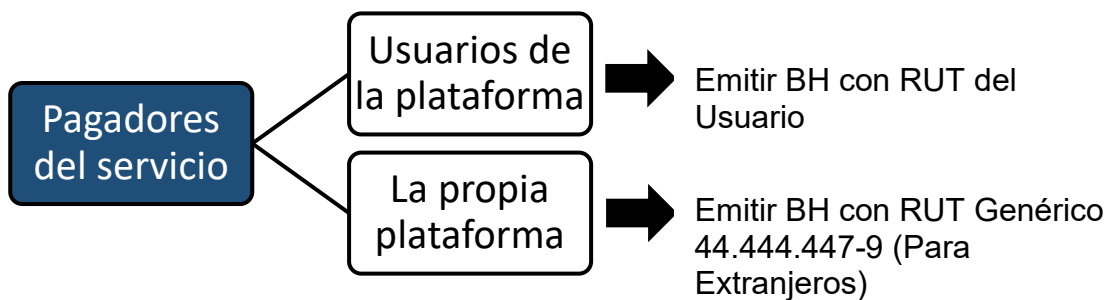 Pagadores
del servicio
Usuarios de
la plataforma
Emitir BH con RUT del
Usuario
La propia
plataforma
Emitir BH con RUT Genérico
44.444.447-9 (Para
Extranjeros)